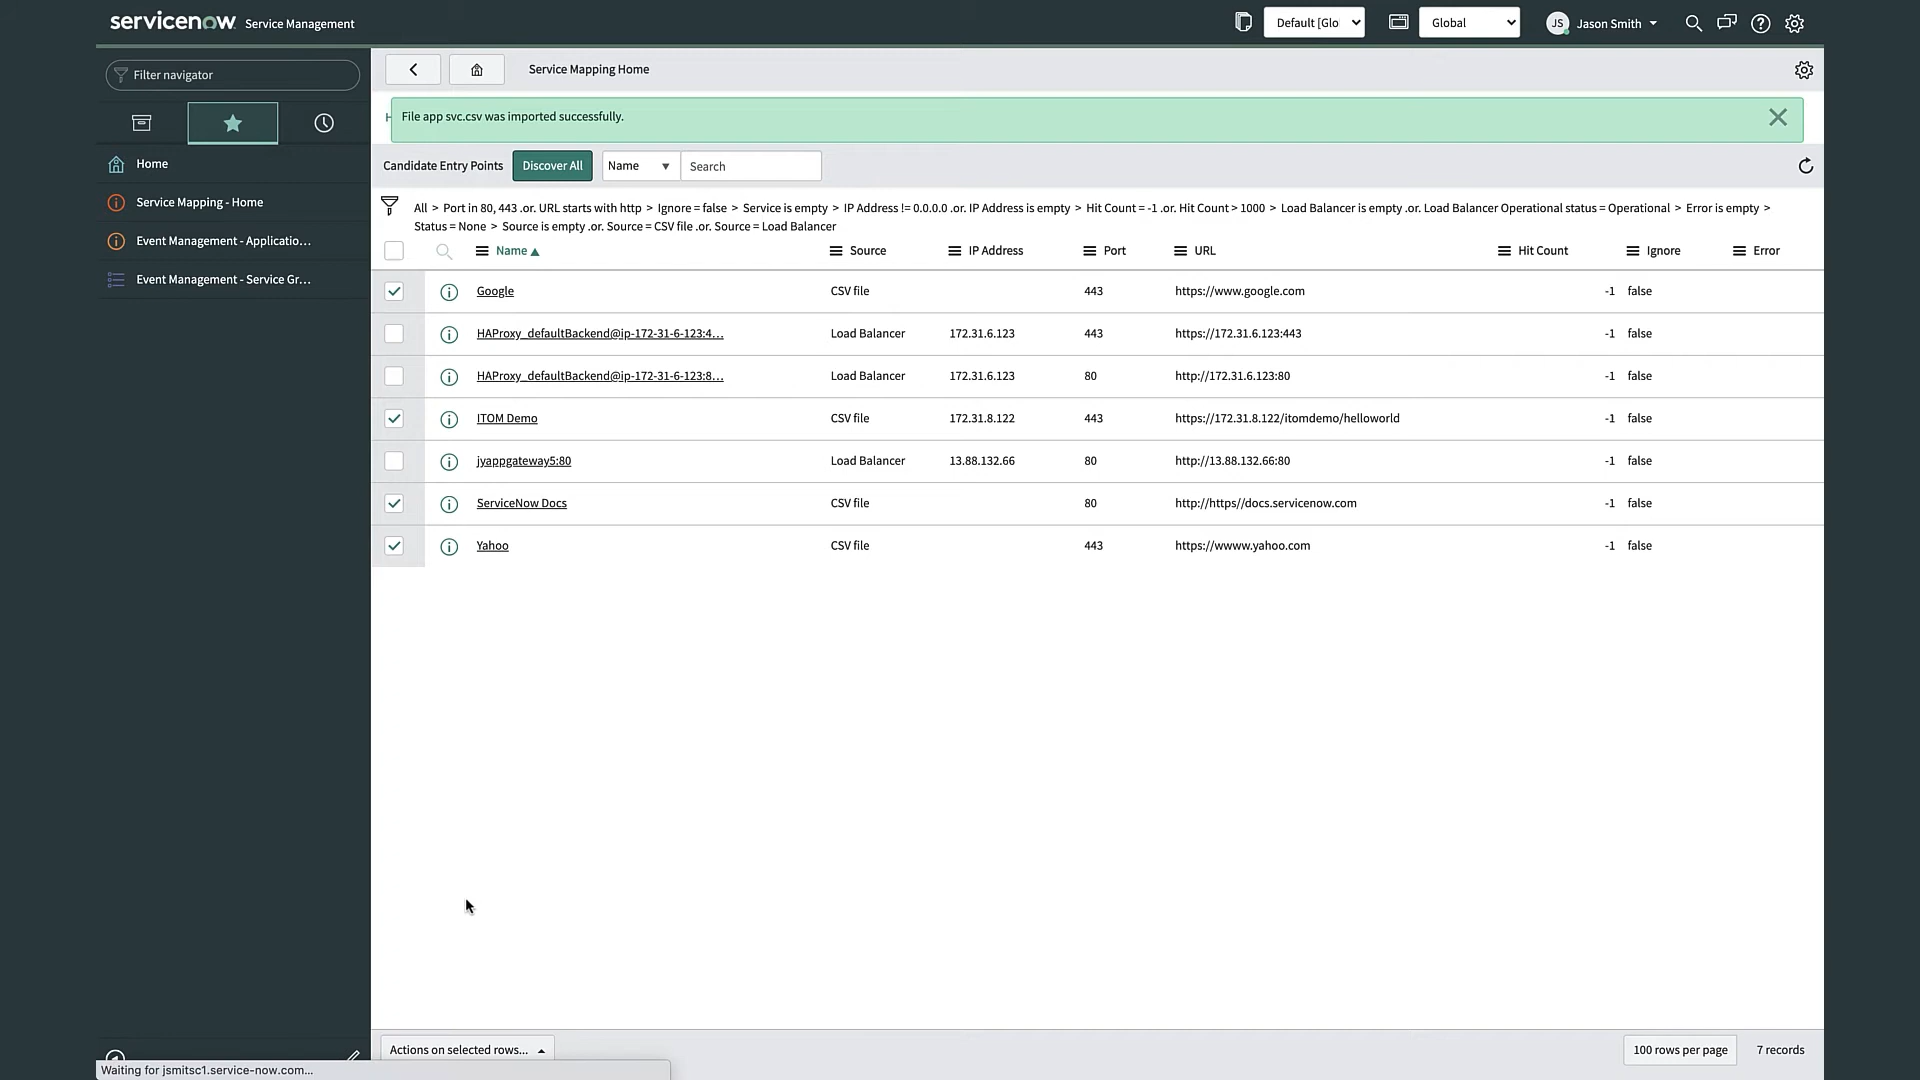 servicenow Service Management
Default [Glo
Global
JS Jason Smith
Filter navigator
Home
Service Mapping - Home
Event Management - Applicatio...
Event Management - Service Gr...
Service Mapping Home
File app svc.csv was imported successfully.
Candidate Entry Points Discover All Name Search
All > Port in 80, 443 .or. URL starts with http > Ignore = false > Service is empty > IP Address != 0.0.0.0 .or. IP Address is empty > Hit Count = -1 .or. Hit Count > 1000 > Load Balancer is empty .or. Load Balancer Operational status = Operational > Error is empty >
Status = None > Source is empty .or. Source = CSV file .or. Source = Load Balancer
Name Source IP Address Port URL Hit Count Ignore Error
Google CSV file 443 https://www.google.com -1 false
HAProxy_defaultBackend@ip-172-31-6-123:4... Load Balancer 172.31.6.123 443 https://172.31.6.123:443 -1 false
HAProxy_defaultBackend@ip-172-31-6-123:8... Load Balancer 172.31.6.123 80 http://172.31.6.123:80 -1 false
ITOM Demo CSV file 172.31.8.122 443 https://172.31.8.122/itomdemo/helloworld -1 false
jyappgateway5:80 Load Balancer 13.88.132.66 80 http://13.88.132.66:80 -1 false
ServiceNow Docs CSV file 80 http://https//docs.servicenow.com -1 false
Yahoo CSV file 443 https://wwww.yahoo.com -1 false
Actions on selected rows... 100 rows per page 7 records
Waiting for jsmitsc1.service-now.com...